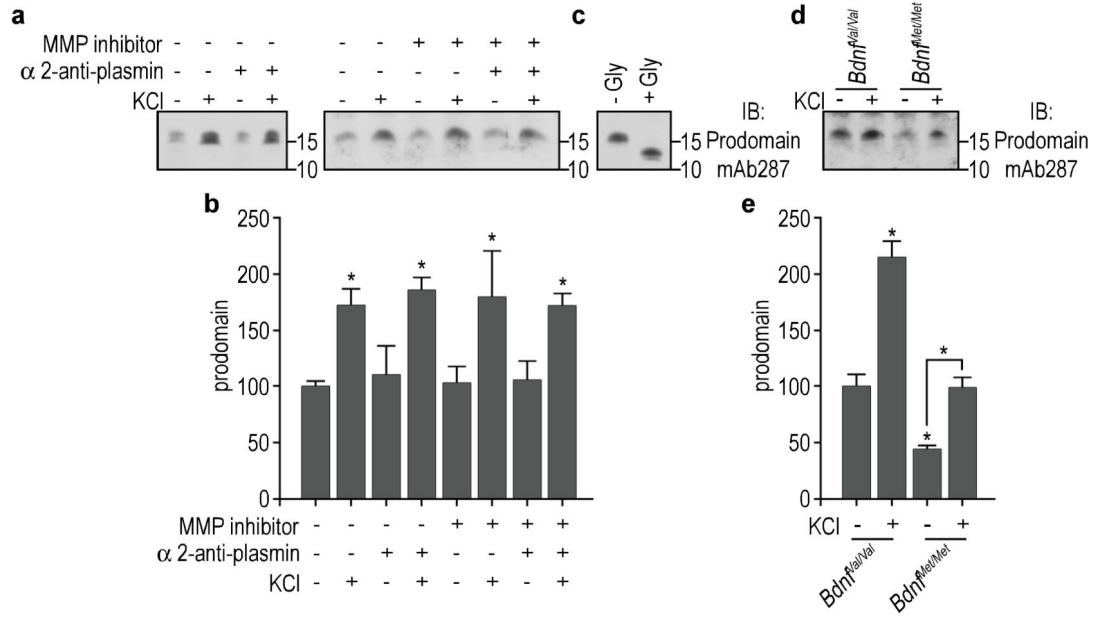 a
MMP inhibitor - - - - - - + + + +
α 2-anti-plasmin - - + + - - - - + +
KCl - + - + - + - + - +
15
10
15
10
c
- Gly
+ Gly
15
10
IB:
Prodomain
mAb287
d
Bdnf Val/Val
Bdnf Met/Met
KCl - + - +
15
10
IB:
Prodomain
mAb287
b
prodomain
250
200
150
100
50
0
* * * *
MMP inhibitor - - - - + + + +
α 2-anti-plasmin - - + + - - + +
KCl - + - + - + - +
e
prodomain
250
200
150
100
50
0
* * *
KCl - + - +
Bdnf Val/Val
Bdnf Met/Met